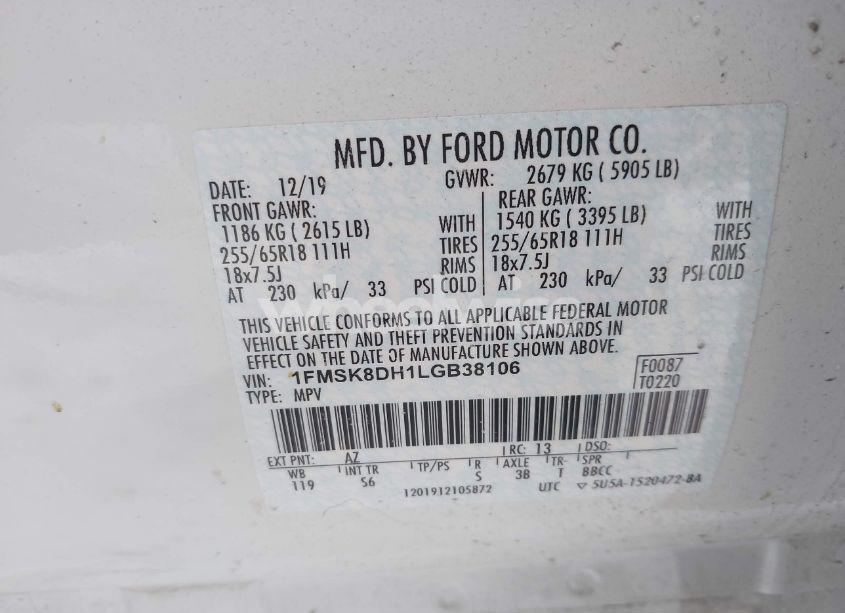 MFD. BY FORD MOTOR CO.
DATE: 12/19 GVWR: 2679 KG ( 5905 LB)
FRONT GAWR: REAR GAWR:
1186 KG ( 2615 LB) WITH 1540 KG ( 3395 LB) WITH
255/65R18 111H TIRES 255/65R18 111H TIRES
18x7.5J RIMS 18x7.5J RIMS
AT 230 kPa/ 33 PSI COLD AT 230 kPa/ 33 PSI COLD
THIS VEHICLE CONFORMS TO ALL APPLICABLE FEDERAL MOTOR
VEHICLE SAFETY AND THEFT PREVENTION STANDARDS IN
EFFECT ON THE DATE OF MANUFACTURE SHOWN ABOVE.
VIN: 1FMSK8DH1LGB38106 F0087
TYPE: MPV T0220
EXT PNT: AZ RC: 13 DSO:
WB INT TR TP/PS R AXLE TR SPR
119 S6 S 3B T BBCC
1201912105872 UTC ▽ 5U5A-1520472-BA